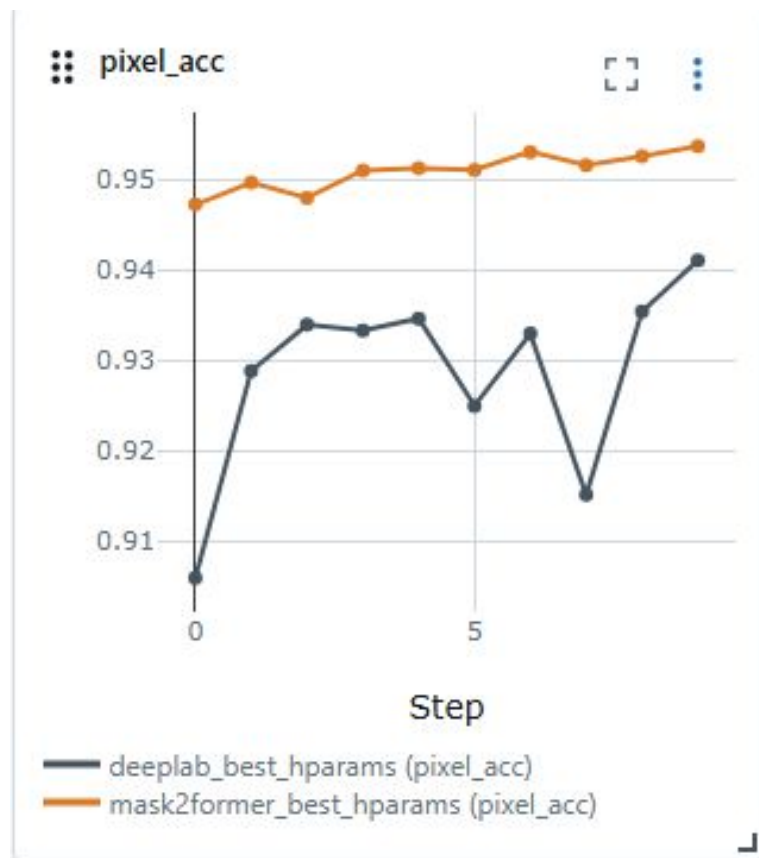 pixel_acc
0.95
0.94
0.93
0.92
0.91
0 5
Step
deeplab_best_hparams (pixel_acc)
mask2former_best_hparams (pixel_acc)